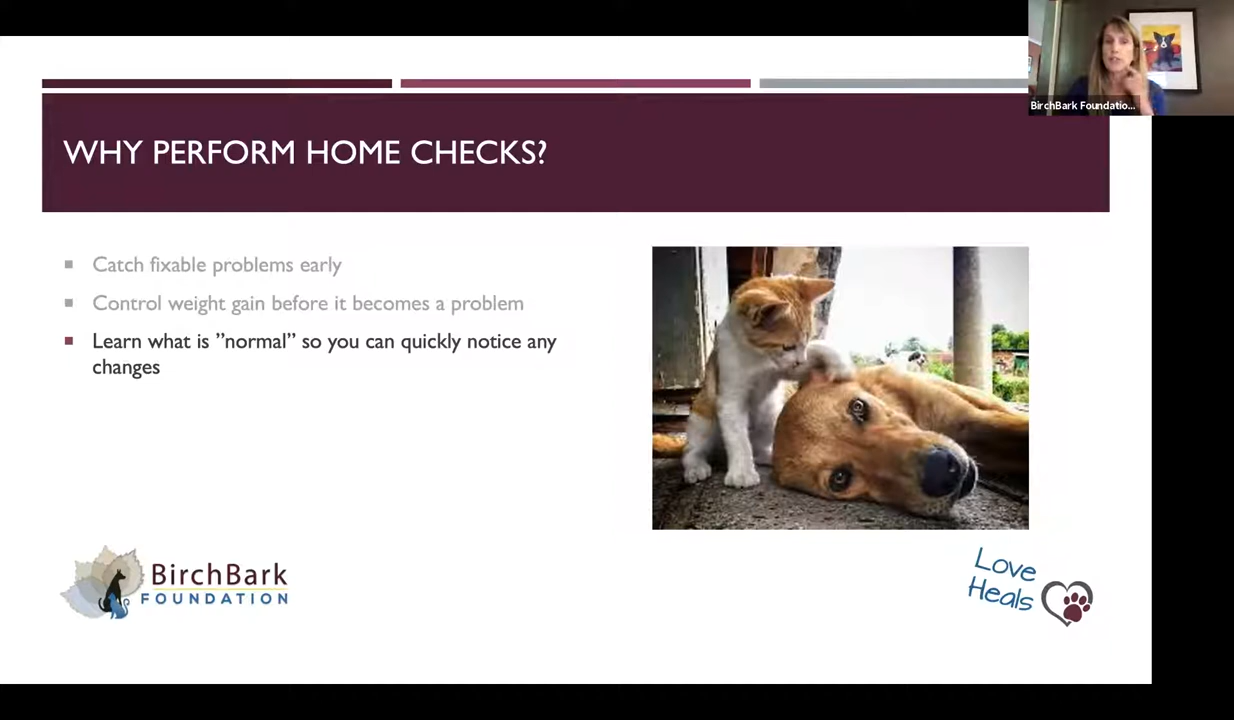 BirchBark Foundatio...
WHY PERFORM HOME CHECKS?
Catch fixable problems early
Control weight gain before it becomes a problem
Learn what is ”normal” so you can quickly notice any
changes
BirchBark
FOUNDATION
Love
Heals